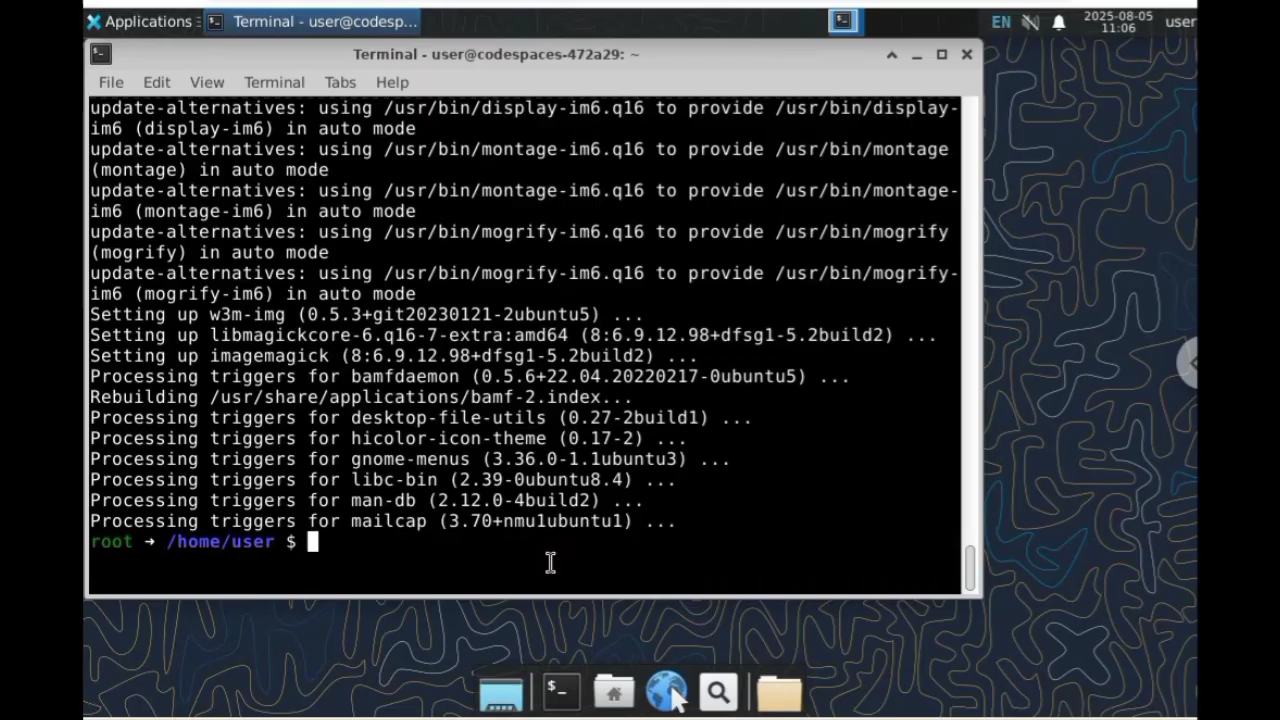 Applications
Terminal - user@codesp...
EN
2025-08-05
11:06
user
Terminal - user@codespaces-472a29: ~
File Edit View Terminal Tabs Help
update-alternatives: using /usr/bin/display-im6.q16 to provide /usr/bin/display-
im6 (display-im6) in auto mode
update-alternatives: using /usr/bin/montage-im6.q16 to provide /usr/bin/montage
(montage) in auto mode
update-alternatives: using /usr/bin/montage-im6.q16 to provide /usr/bin/montage-
im6 (montage-im6) in auto mode
update-alternatives: using /usr/bin/mogrify-im6.q16 to provide /usr/bin/mogrify
(mogrify) in auto mode
update-alternatives: using /usr/bin/mogrify-im6.q16 to provide /usr/bin/mogrify-
im6 (mogrify-im6) in auto mode
Setting up w3m-img (0.5.3+git20230121-2ubuntu5) ...
Setting up libmagickcore-6.q16-7-extra:amd64 (8:6.9.12.98+dfsg1-5.2build2) ...
Setting up imagemagick (8:6.9.12.98+dfsg1-5.2build2) ...
Processing triggers for bamfdaemon (0.5.6+22.04.20220217-0ubuntu5) ...
Rebuilding /usr/share/applications/bamf-2.index...
Processing triggers for desktop-file-utils (0.27-2build1) ...
Processing triggers for hicolor-icon-theme (0.17-2) ...
Processing triggers for gnome-menus (3.36.0-1.1ubuntu3) ...
Processing triggers for libc-bin (2.39-0ubuntu8.4) ...
Processing triggers for man-db (2.12.0-4build2) ...
Processing triggers for mailcap (3.70+nmu1ubuntu1) ...
root ➜ /home/user $